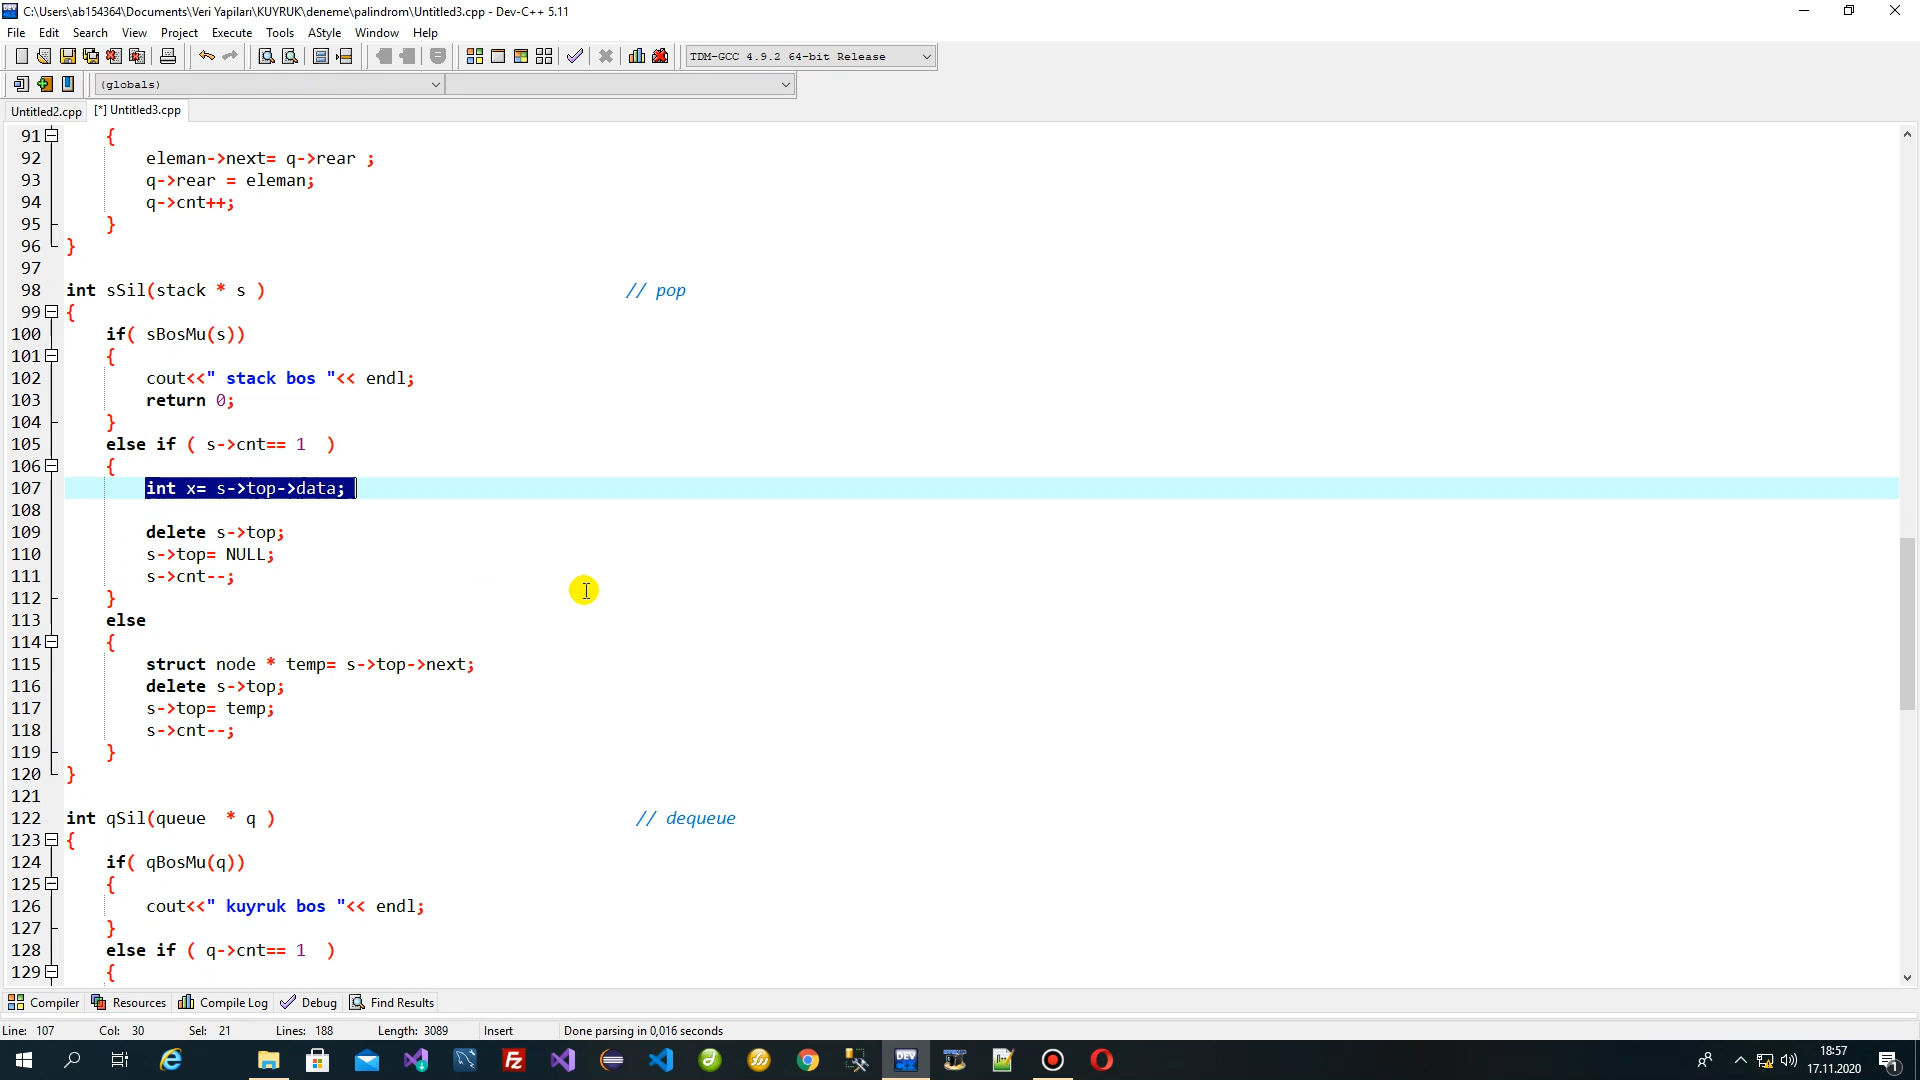 C:\Users\ab154364\Documents\Veri Yapıları\KUYRUK\deneme\palindrom\Untitled3.cpp - Dev-C++ 5.11
File Edit Search View Project Execute Tools AStyle Window Help
TDM-GCC 4.9.2 64-bit Release
(globals)
Untitled2.cpp [*] Untitled3.cpp
91 {
92 eleman->next= q->rear ;
93 q->rear = eleman;
94 q->cnt++;
95 }
96 }
97
98 int sSil(stack * s ) // pop
99 {
100 if( sBosMu(s))
101 {
102 cout<<" stack bos "<< endl;
103 return 0;
104 }
105 else if ( s->cnt== 1 )
106 {
107 int x= s->top->data;
108
109 delete s->top;
110 s->top= NULL;
111 s->cnt--;
112 }
113 else
114 {
115 struct node * temp= s->top->next;
116 delete s->top;
117 s->top= temp;
118 s->cnt--;
119 }
120 }
121
122 int qSil(queue * q ) // dequeue
123 {
124 if( qBosMu(q))
125 {
126 cout<<" kuyruk bos "<< endl;
127 }
128 else if ( q->cnt== 1 )
129 {
Compiler Resources Compile Log Debug Find Results
Line: 107 Col: 30 Sel: 21 Lines: 188 Length: 3089 Insert Done parsing in 0,016 seconds
DEV
18:57
17.11.2020
1